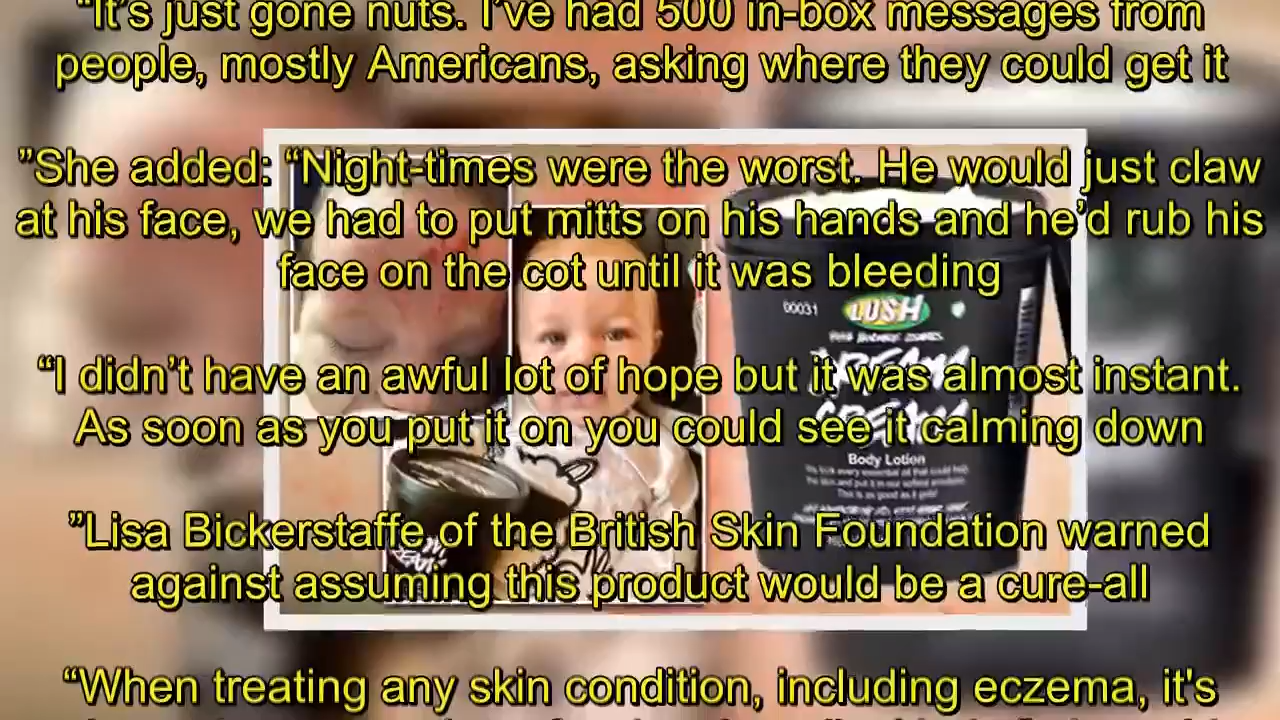 “It’s just gone nuts. I’ve had 500 in-box messages from
people, mostly Americans, asking where they could get it
”She added: “Night-times were the worst. He would just claw
at his face, we had to put mitts on his hands and he’d rub his
face on the cot until it was bleeding
00031 LUSH
DREAM
CREAM
“I didn’t have an awful lot of hope but it was almost instant.
As soon as you put it on you could see it calming down
Body Lotion
”Lisa Bickerstaffe of the British Skin Foundation warned
against assuming this product would be a cure-all
“When treating any skin condition, including eczema, it's